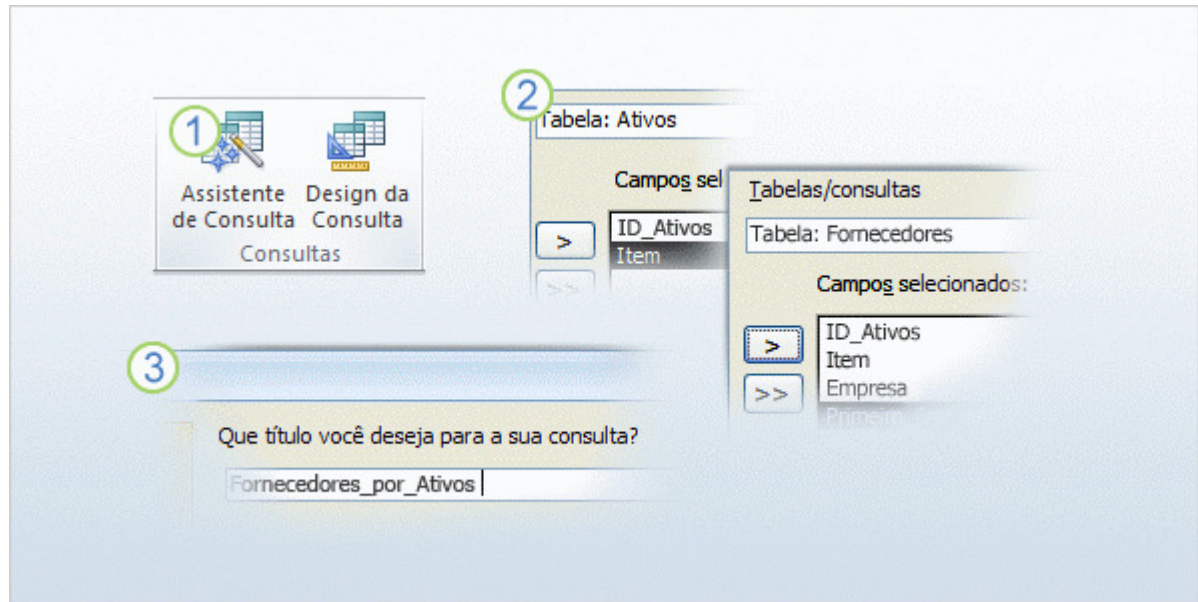 1
Assistente de Consulta
Design da Consulta
Consultas
2
Tabela: Ativos
Campos sel
>
ID_Ativos
Item
>>
Tabelas/consultas
Tabela: Fornecedores
Campos selecionados:
>
ID_Ativos
Item
>>
Empresa
Primeiro
3
Que título você deseja para a sua consulta?
Fornecedores_por_Ativos